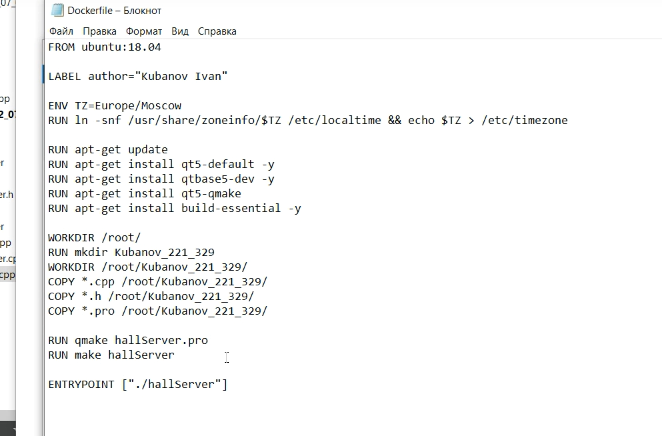 Dockerfile – Блокнот
Файл Правка Формат Вид Справка
FROM ubuntu:18.04
LABEL author="Kubanov Ivan"
ENV TZ=Europe/Moscow
RUN ln -snf /usr/share/zoneinfo/$TZ /etc/localtime && echo $TZ > /etc/timezone
RUN apt-get update
RUN apt-get install qt5-default -y
RUN apt-get install qtbase5-dev -y
RUN apt-get install qt5-qmake
RUN apt-get install build-essential -y
WORKDIR /root/
RUN mkdir Kubanov_221_329
WORKDIR /root/Kubanov_221_329/
COPY *.cpp /root/Kubanov_221_329/
COPY *.h /root/Kubanov_221_329/
COPY *.pro /root/Kubanov_221_329/
RUN qmake hallServer.pro
RUN make hallServer
ENTRYPOINT ["./hallServer"]